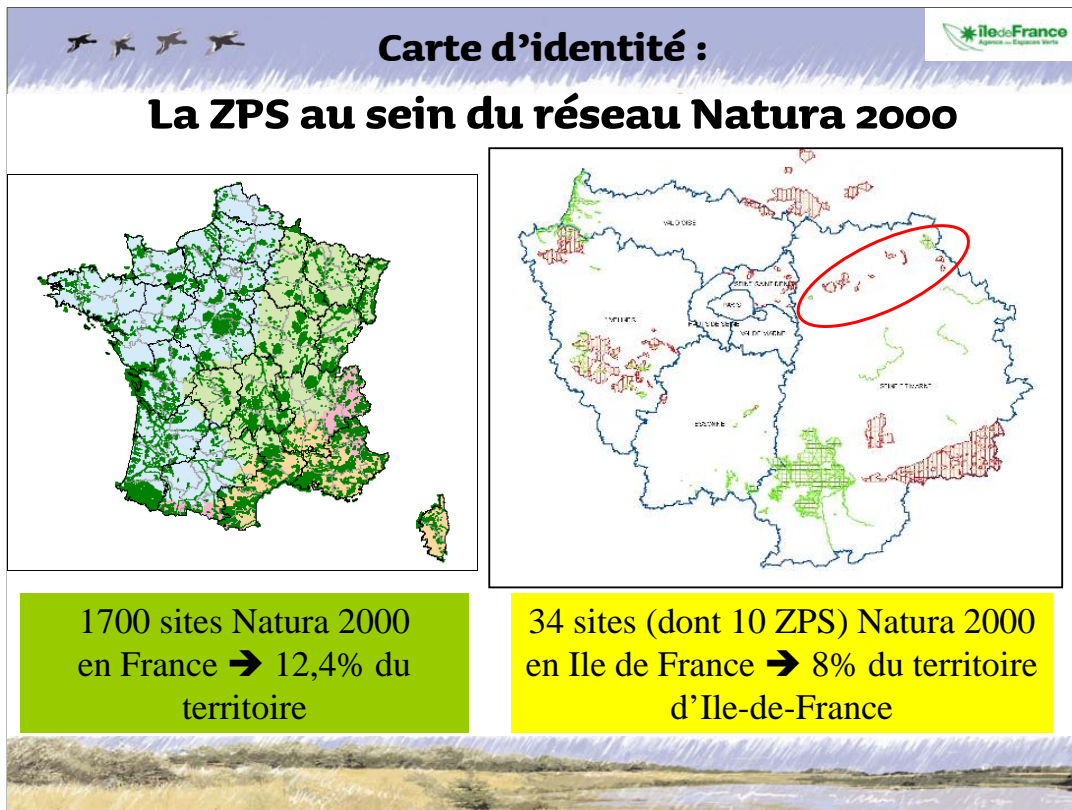 Carte d'identité :
îledeFrance
Agence des Espaces Verts
La ZPS au sein du réseau Natura 2000
VAL D'OISE
SEINE SAINT DENIS
PARIS
YVELINES
HAUTS DE SEINE
VAL DE MARNE
SEINE ET MARNE
ESSONNE
1700 sites Natura 2000
en France ➔ 12,4% du
territoire
34 sites (dont 10 ZPS) Natura 2000
en Ile de France ➔ 8% du territoire
d'Ile-de-France